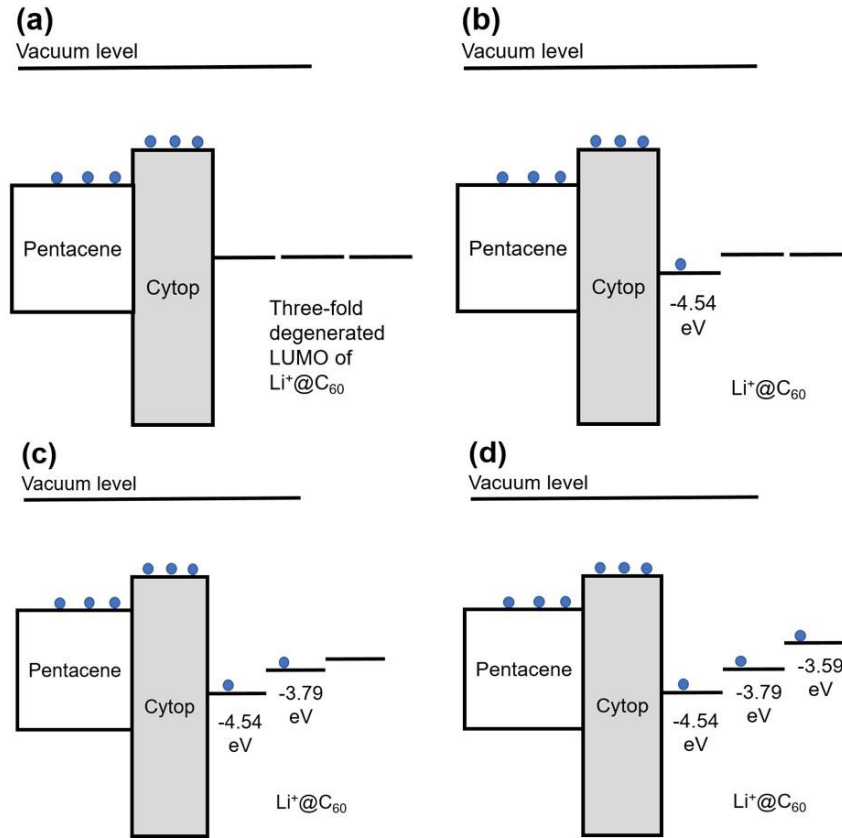 (a)
Vacuum level
Pentacene
Cytop
Three-fold
degenerated
LUMO of
Li⁺@C₆₀
(b)
Vacuum level
Pentacene
Cytop
-4.54
eV
Li⁺@C₆₀
(c)
Vacuum level
Pentacene
Cytop
-4.54
eV
-3.79
eV
Li⁺@C₆₀
(d)
Vacuum level
Pentacene
Cytop
-4.54
eV
-3.79
eV
-3.59
eV
Li⁺@C₆₀